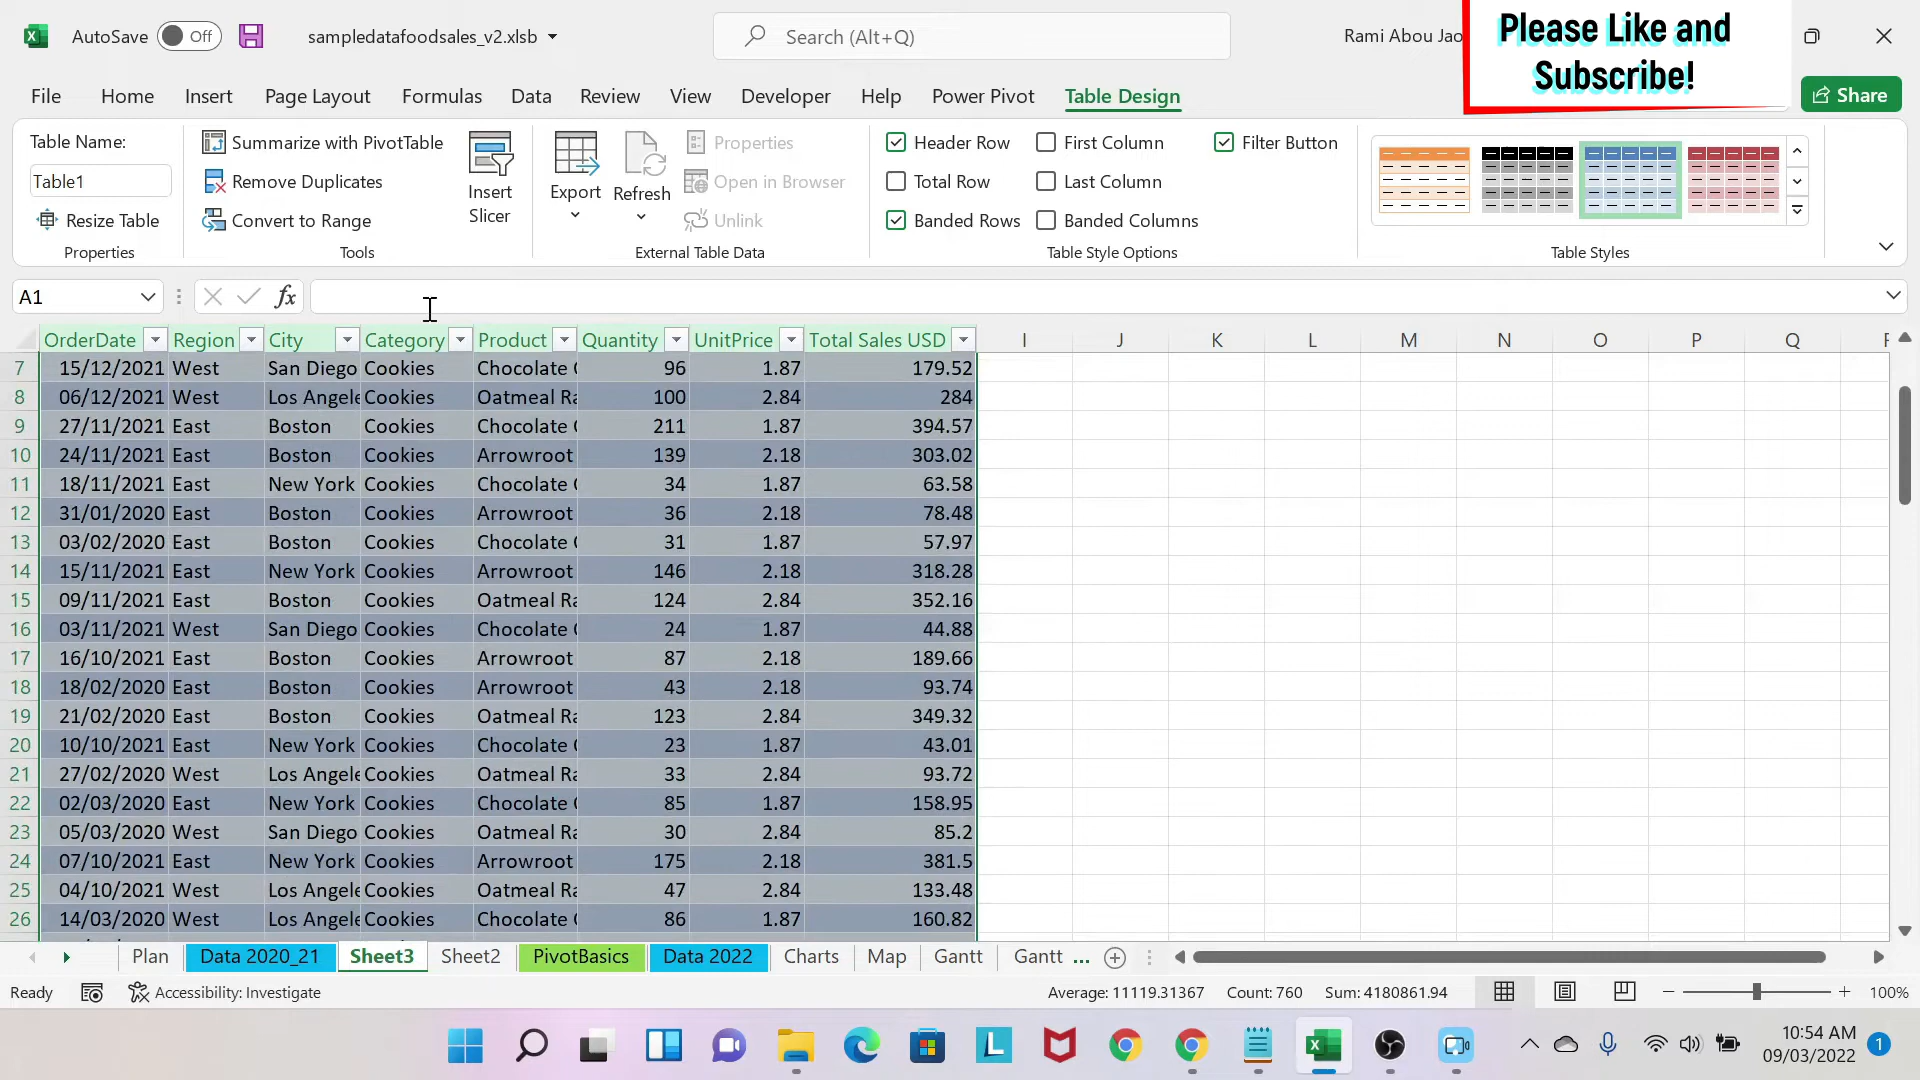 AutoSave Off sampledatafoodsales_v2.xlsb Search (Alt+Q) Rami Abou Jao
Please Like and
Subscribe!
File Home Insert Page Layout Formulas Data Review View Developer Help Power Pivot Table Design Share
Table Name:
Table1
Resize Table
Properties
Summarize with PivotTable
Remove Duplicates
Convert to Range
Tools
Insert
Slicer
Export
Refresh
Properties
Open in Browser
Unlink
External Table Data
Header Row First Column Filter Button
Total Row Last Column
Banded Rows Banded Columns
Table Style Options
Table Styles
A1 fx
OrderDate Region City Category Product Quantity UnitPrice Total Sales USD I J K L M N O P Q
7 15/12/2021 West San Diego Cookies Chocolate 96 1.87 179.52
8 06/12/2021 West Los Angele Cookies Oatmeal Ra 100 2.84 284
9 27/11/2021 East Boston Cookies Chocolate 211 1.87 394.57
10 24/11/2021 East Boston Cookies Arrowroot 139 2.18 303.02
11 18/11/2021 East New York Cookies Chocolate 34 1.87 63.58
12 31/01/2020 East Boston Cookies Arrowroot 36 2.18 78.48
13 03/02/2020 East Boston Cookies Chocolate 31 1.87 57.97
14 15/11/2021 East New York Cookies Arrowroot 146 2.18 318.28
15 09/11/2021 East Boston Cookies Oatmeal Ra 124 2.84 352.16
16 03/11/2021 West San Diego Cookies Chocolate 24 1.87 44.88
17 16/10/2021 East Boston Cookies Arrowroot 87 2.18 189.66
18 18/02/2020 East Boston Cookies Arrowroot 43 2.18 93.74
19 21/02/2020 East Boston Cookies Oatmeal Ra 123 2.84 349.32
20 10/10/2021 East New York Cookies Chocolate 23 1.87 43.01
21 27/02/2020 West Los Angele Cookies Oatmeal Ra 33 2.84 93.72
22 02/03/2020 East New York Cookies Chocolate 85 1.87 158.95
23 05/03/2020 West San Diego Cookies Oatmeal Ra 30 2.84 85.2
24 07/10/2021 East New York Cookies Arrowroot 175 2.18 381.5
25 04/10/2021 West Los Angele Cookies Oatmeal Ra 47 2.84 133.48
26 14/03/2020 West Los Angele Cookies Chocolate 86 1.87 160.82
Plan Data 2020_21 Sheet3 Sheet2 PivotBasics Data 2022 Charts Map Gantt Gantt ...
Ready Accessibility: Investigate Average: 11119.31367 Count: 760 Sum: 4180861.94 100%
10:54 AM
09/03/2022 1